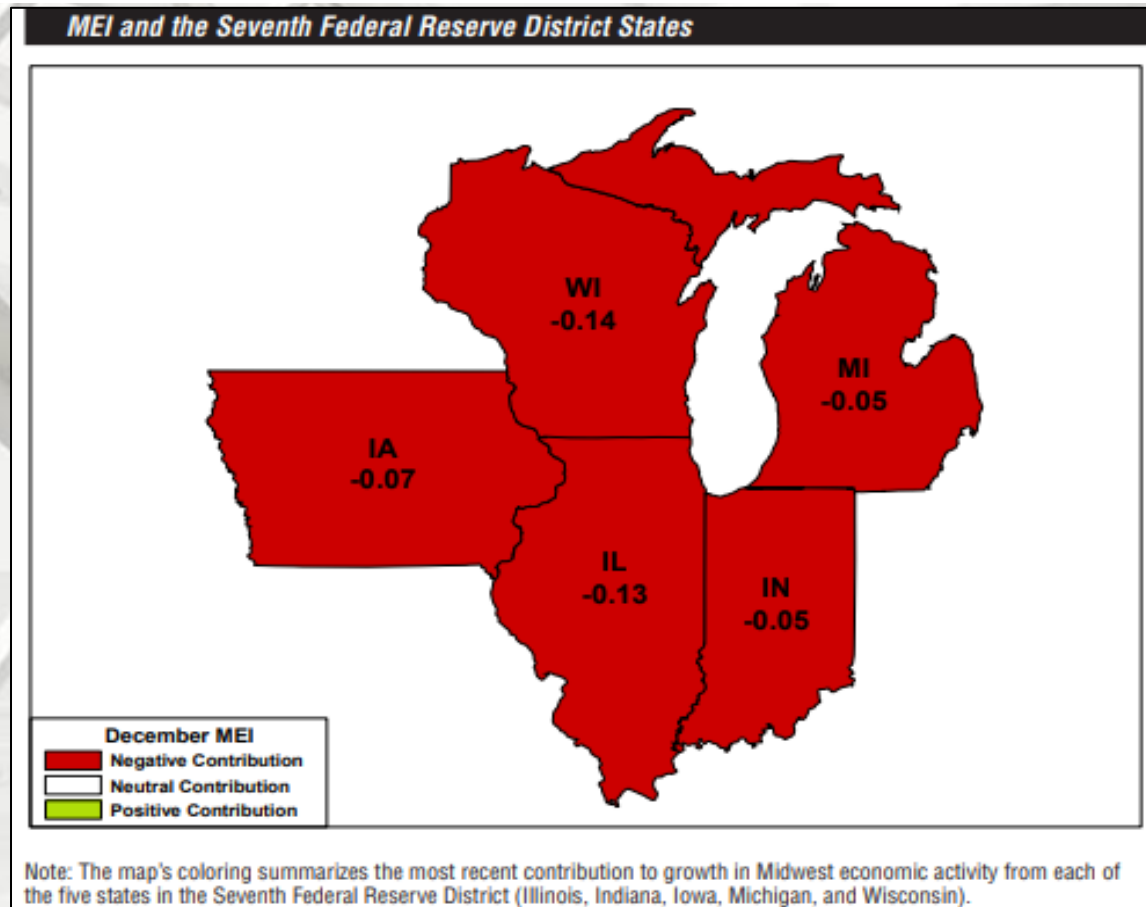 MEI and the Seventh Federal Reserve District States
WI
-0.14
MI
-0.05
IA
-0.07
IL
-0.13
IN
-0.05
December MEI
Negative Contribution
Neutral Contribution
Positive Contribution
Note: The map's coloring summarizes the most recent contribution to growth in Midwest economic activity from each of
the five states in the Seventh Federal Reserve District (Illinois, Indiana, Iowa, Michigan, and Wisconsin).